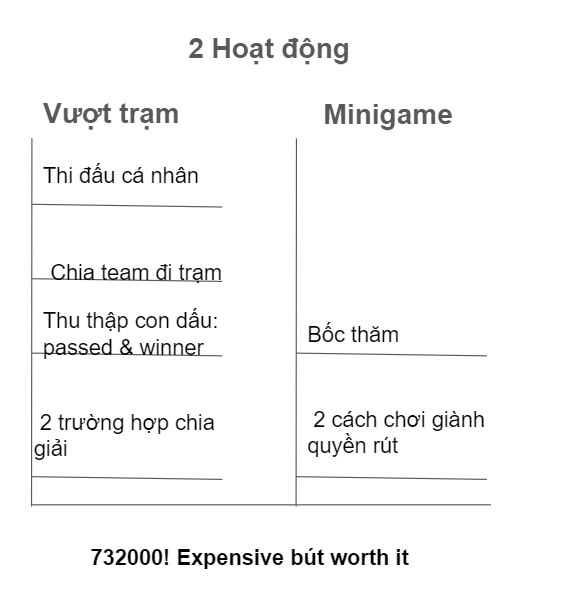 2 Hoạt động
Vượt trạm
Minigame
Thi đấu cá nhân
Chia team đi trạm
Thu thập con dấu:
passed & winner
2 trường hợp chia
giải
Bốc thăm
2 cách chơi giành
quyền rút
732000! Expensive bút worth it